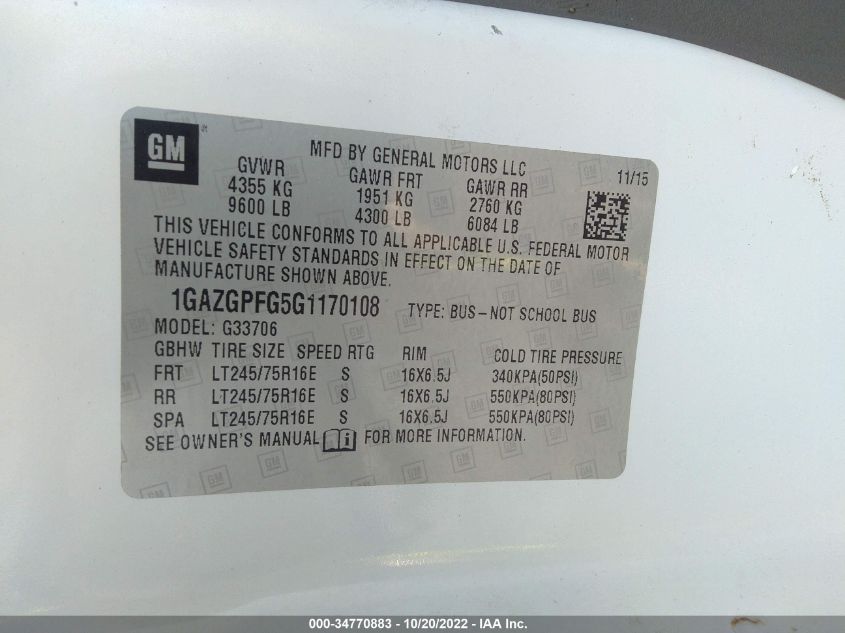 GM
MFD BY GENERAL MOTORS LLC 11/15
GVWR GAWR FRT GAWR RR
4355 KG 1951 KG 2760 KG
9600 LB 4300 LB 6084 LB
THIS VEHICLE CONFORMS TO ALL APPLICABLE U.S. FEDERAL MOTOR
VEHICLE SAFETY STANDARDS IN EFFECT ON THE DATE OF
MANUFACTURE SHOWN ABOVE.
1GAZGPFG5G1170108 TYPE: BUS-NOT SCHOOL BUS
MODEL: G33706
GBHW TIRE SIZE SPEED RTG RIM COLD TIRE PRESSURE
FRT LT245/75R16E S 16X6.5J 340KPA(50PSI)
RR LT245/75R16E S 16X6.5J 550KPA(80PSI)
SPA LT245/75R16E S 16X6.5J 550KPA(80PSI)
SEE OWNER'S MANUAL FOR MORE INFORMATION.
000-34770883 - 10/20/2022 - IAA Inc.